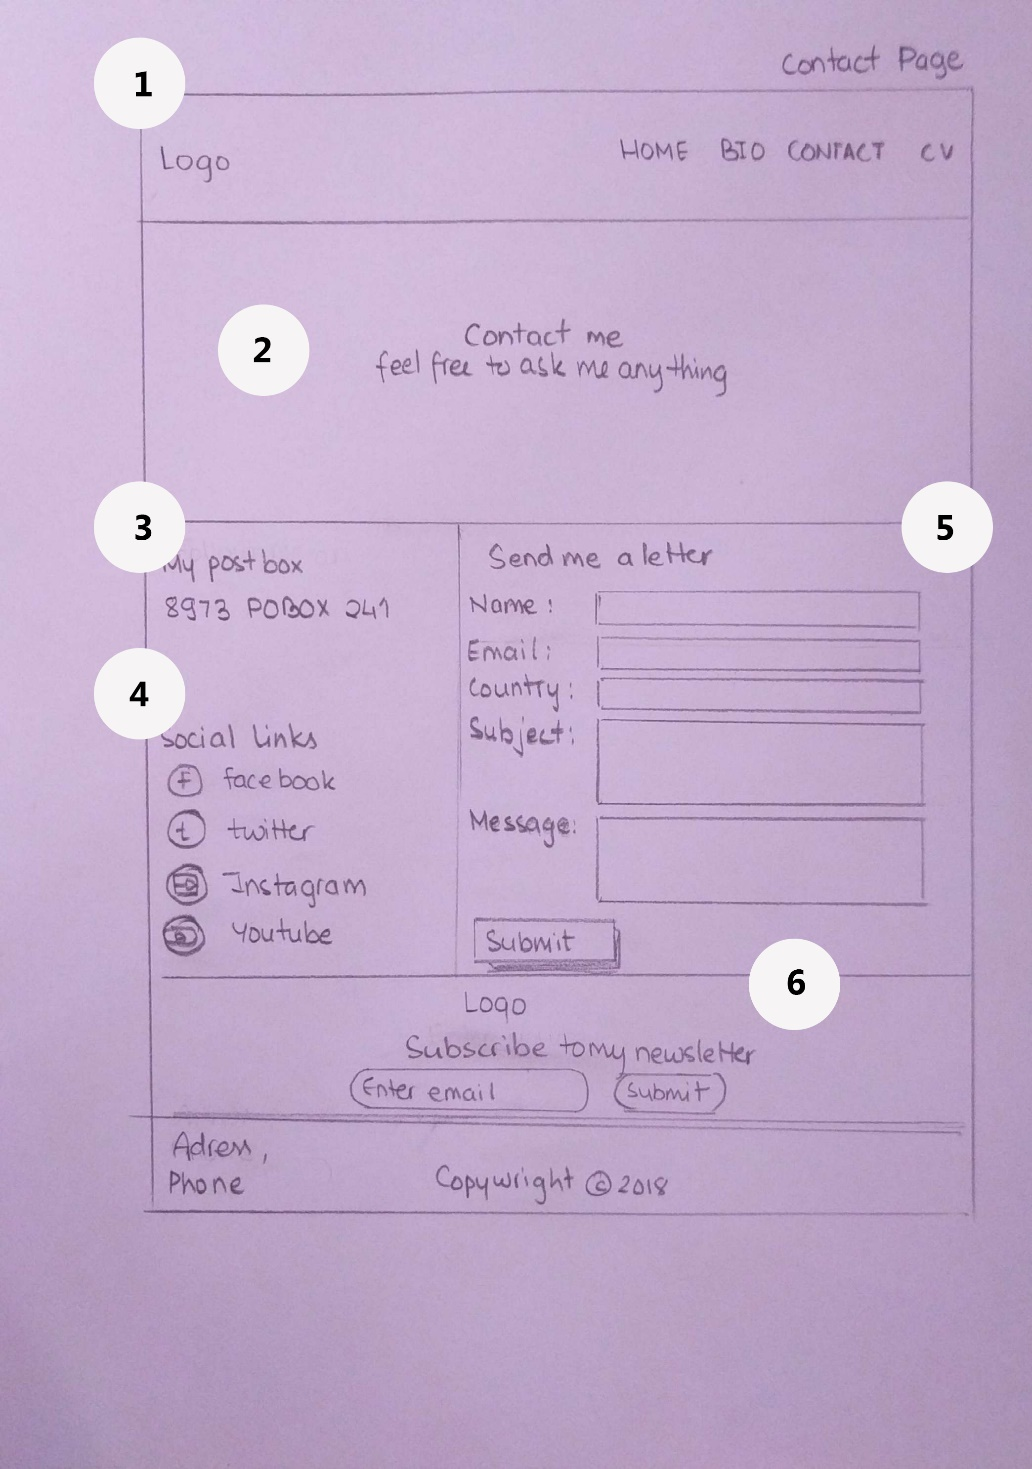 1
Contact Page
Logo
HOME BIO CONTACT CV
2
Contact me
feel free to ask me anything
3
My post box
8973 POBOX 241
4
Social Links
f facebook
t twitter
Instagram
Youtube
5
Send me a letter
Name :
Email :
Country :
Subject :
Message :
Submit
6
Logo
Subscribe to my newsletter
Enter email
Submit
Adress,
Phone
Copywright © 2018